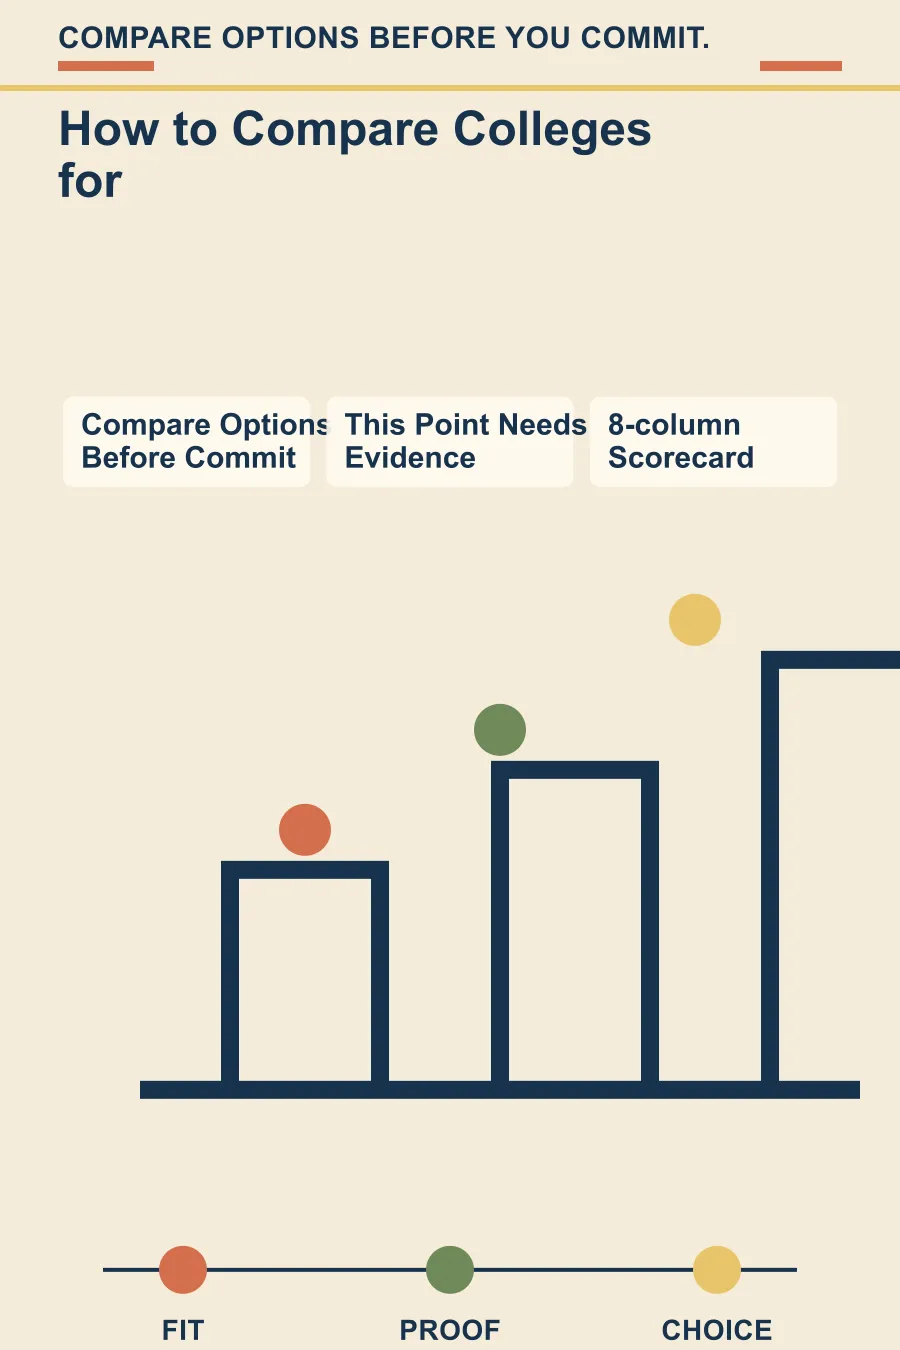 COMPARE OPTIONS BEFORE YOU COMMIT.
How to Compare Colleges
for
Compare Options
Before Commit
This Point Needs
Evidence
8-column
Scorecard
FIT
PROOF
CHOICE